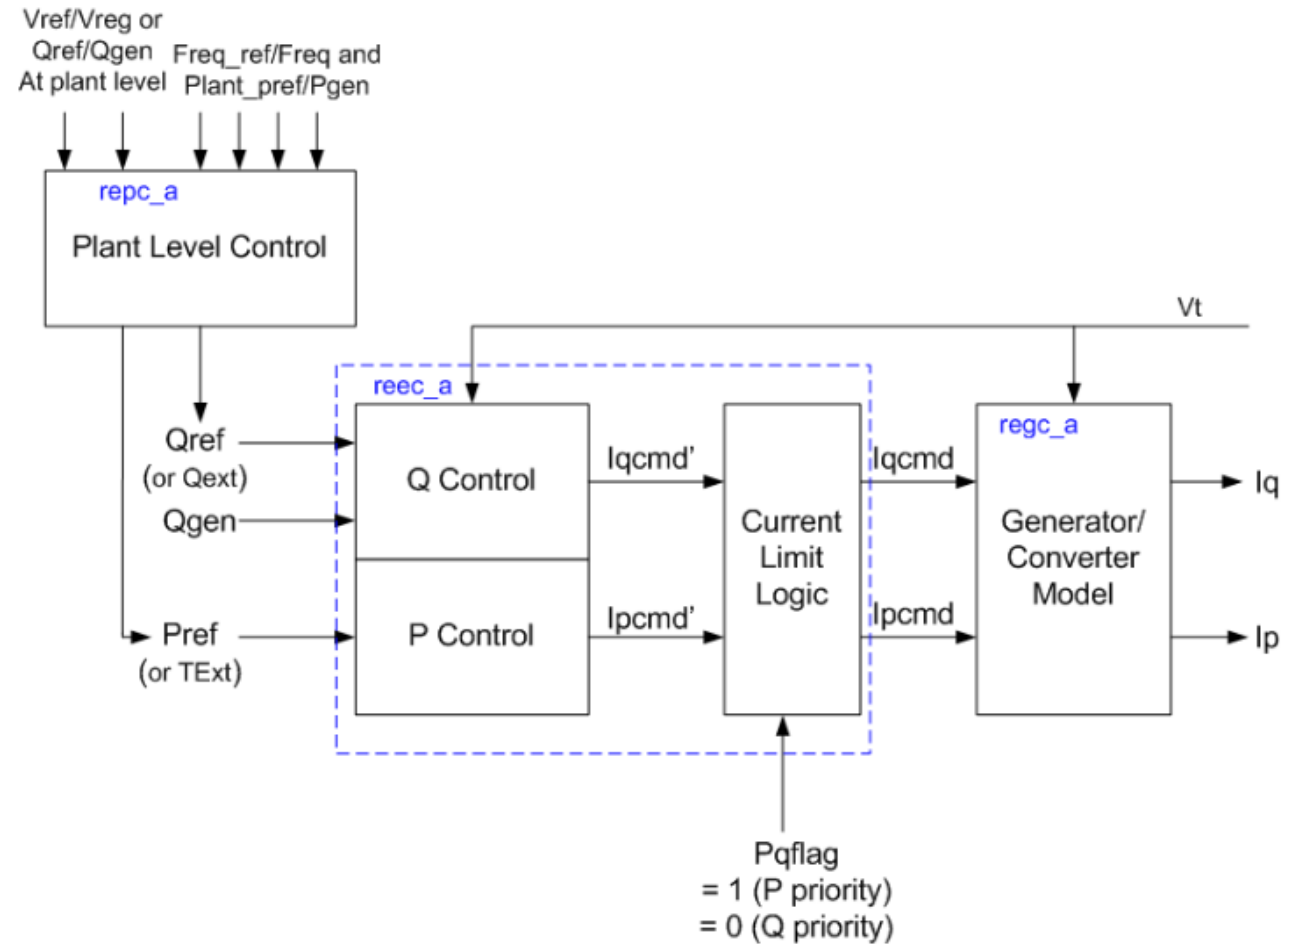 Vref/Vreg or
Qref/Qgen
At plant level
Freq_ref/Freq and
Plant_pref/Pgen
repc_a
Plant Level Control
Vt
reec_a
regc_a
Qref
(or Qext)
Qgen
Pref
(or TExt)
Q Control
P Control
Iqcmd’
Ipcmd’
Current
Limit
Logic
Iqcmd
Ipcmd
Generator/
Converter
Model
Iq
Ip
Pqflag
= 1 (P priority)
= 0 (Q priority)